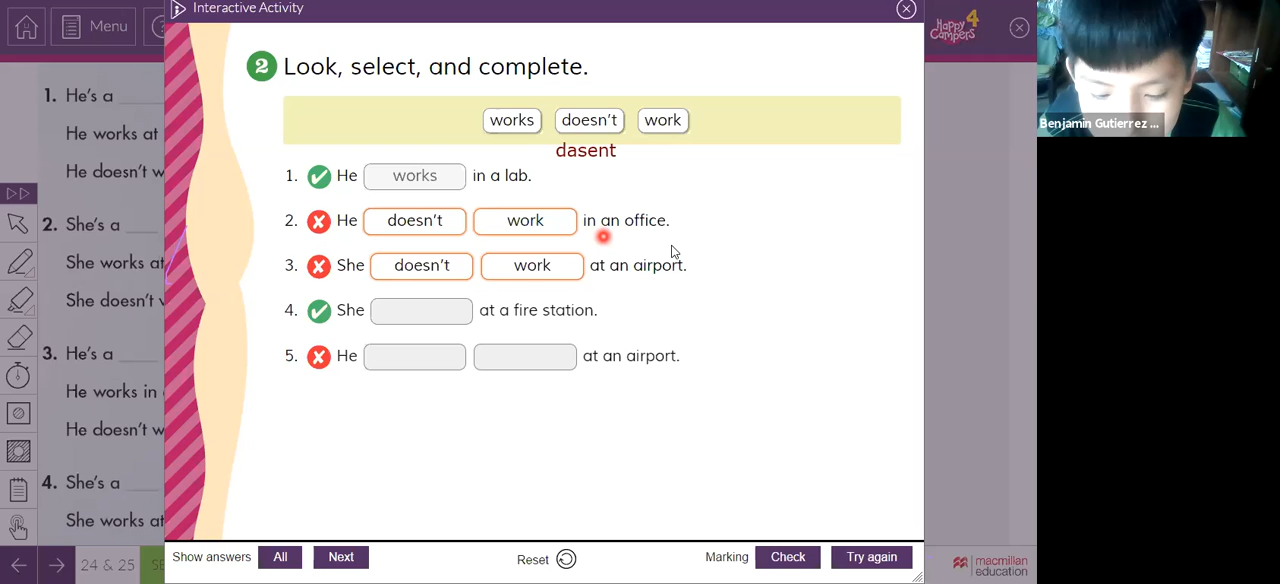 Interactive Activity
Menu
Happy Campers 4
2 Look, select, and complete.
works doesn't work
dasent
1. He works in a lab.
2. He doesn't work in an office.
3. She doesn't work at an airport.
4. She at a fire station.
5. He at an airport.
1. He's a
He works at
He doesn't w
2. She's a
She works at
She doesn't
3. He's a
He works in
He doesn't w
4. She's a
She works at
Benjamin Gutierrez ...
Show answers All Next Reset Marking Check Try again
24 & 25 SE
macmillan
education